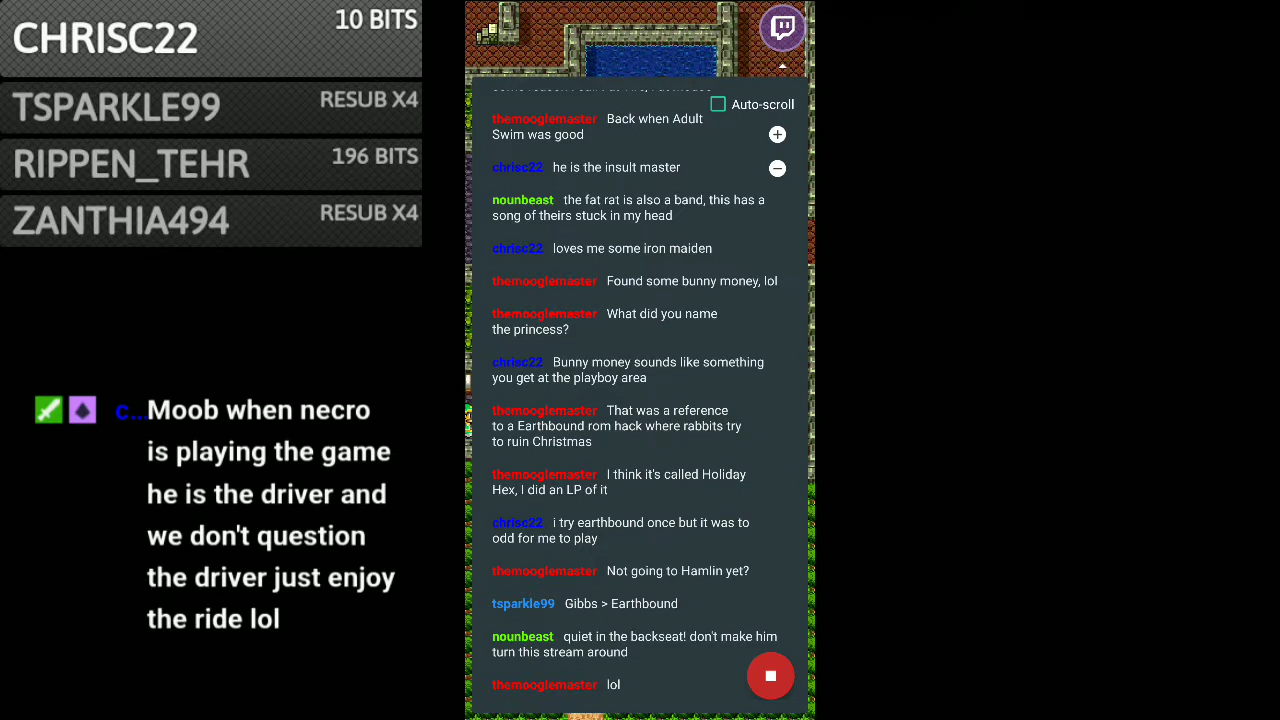 CHRISC22 10 BITS
TSPARKLE99 RESUB X4
RIPPEN_TEHR 196 BITS
ZANTHIA494 RESUB X4
c... Moob when necro
is playing the game
he is the driver and
we don't question
the driver just enjoy
the ride lol
Auto-scroll
themooglemaster Back when Adult
Swim was good
chrisc22 he is the insult master
nounbeast the fat rat is also a band, this has a
song of theirs stuck in my head
chrisc22 loves me some iron maiden
themooglemaster Found some bunny money, lol
themooglemaster What did you name
the princess?
chrisc22 Bunny money sounds like something
you get at the playboy area
themooglemaster That was a reference
to a Earthbound rom hack where rabbits try
to ruin Christmas
themooglemaster I think it's called Holiday
Hex, I did an LP of it
chrisc22 i try earthbound once but it was to
odd for me to play
themooglemaster Not going to Hamlin yet?
tsparkle99 Gibbs > Earthbound
nounbeast quiet in the backseat! don't make him
turn this stream around
themooglemaster lol